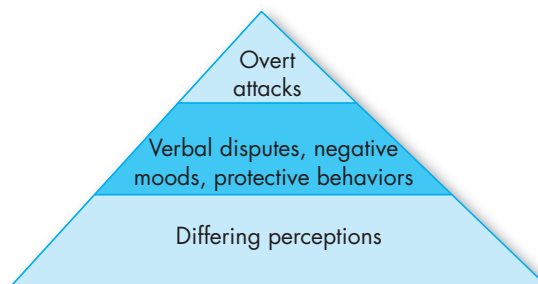 Overt
attacks
Verbal disputes, negative
moods, protective behaviors
Differing perceptions